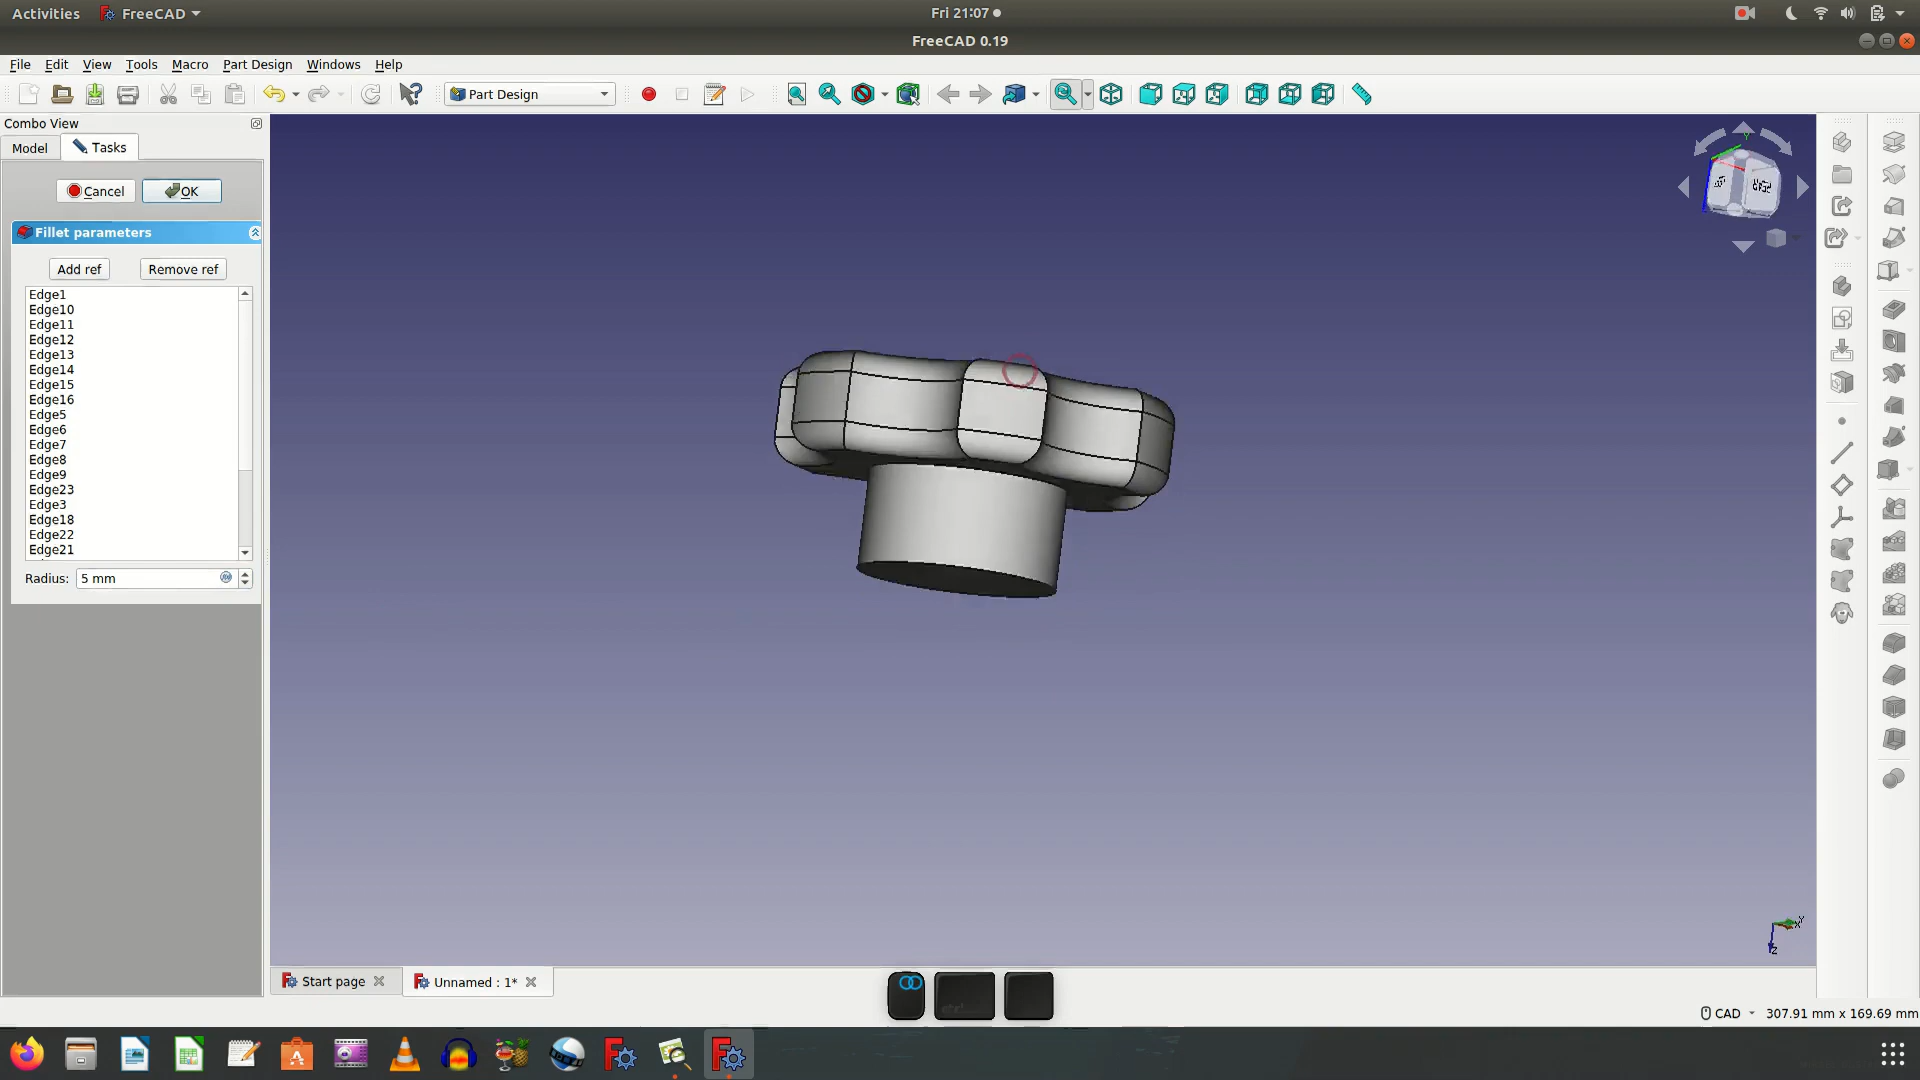 Activities
FreeCAD
Fri 21:07
FreeCAD 0.19
File Edit View Tools Macro Part Design Windows Help
Part Design
Combo View
Model
Tasks
Cancel
OK
Fillet parameters
Add ref
Remove ref
Edge1
Edge10
Edge11
Edge12
Edge13
Edge14
Edge15
Edge16
Edge5
Edge6
Edge7
Edge8
Edge9
Edge23
Edge3
Edge18
Edge22
Edge21
Radius: 5 mm
Y
Z
Start page
Unnamed : 1*
CAD
307.91 mm x 169.69 mm